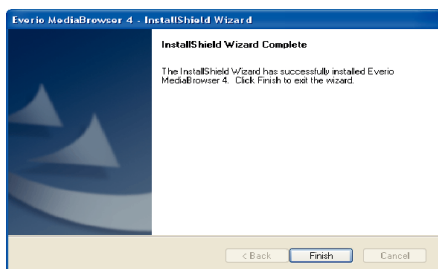 Everio MediaBrowser 4 - InstallShield Wizard
InstallShield Wizard Complete
The InstallShield Wizard has successfully installed Everio
MediaBrowser 4. Click Finish to exit the wizard.
< Back Finish Cancel